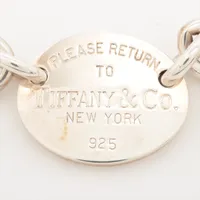 PLEASE RETURN
TO
TIFFANY & CO.
NEW YORK
925